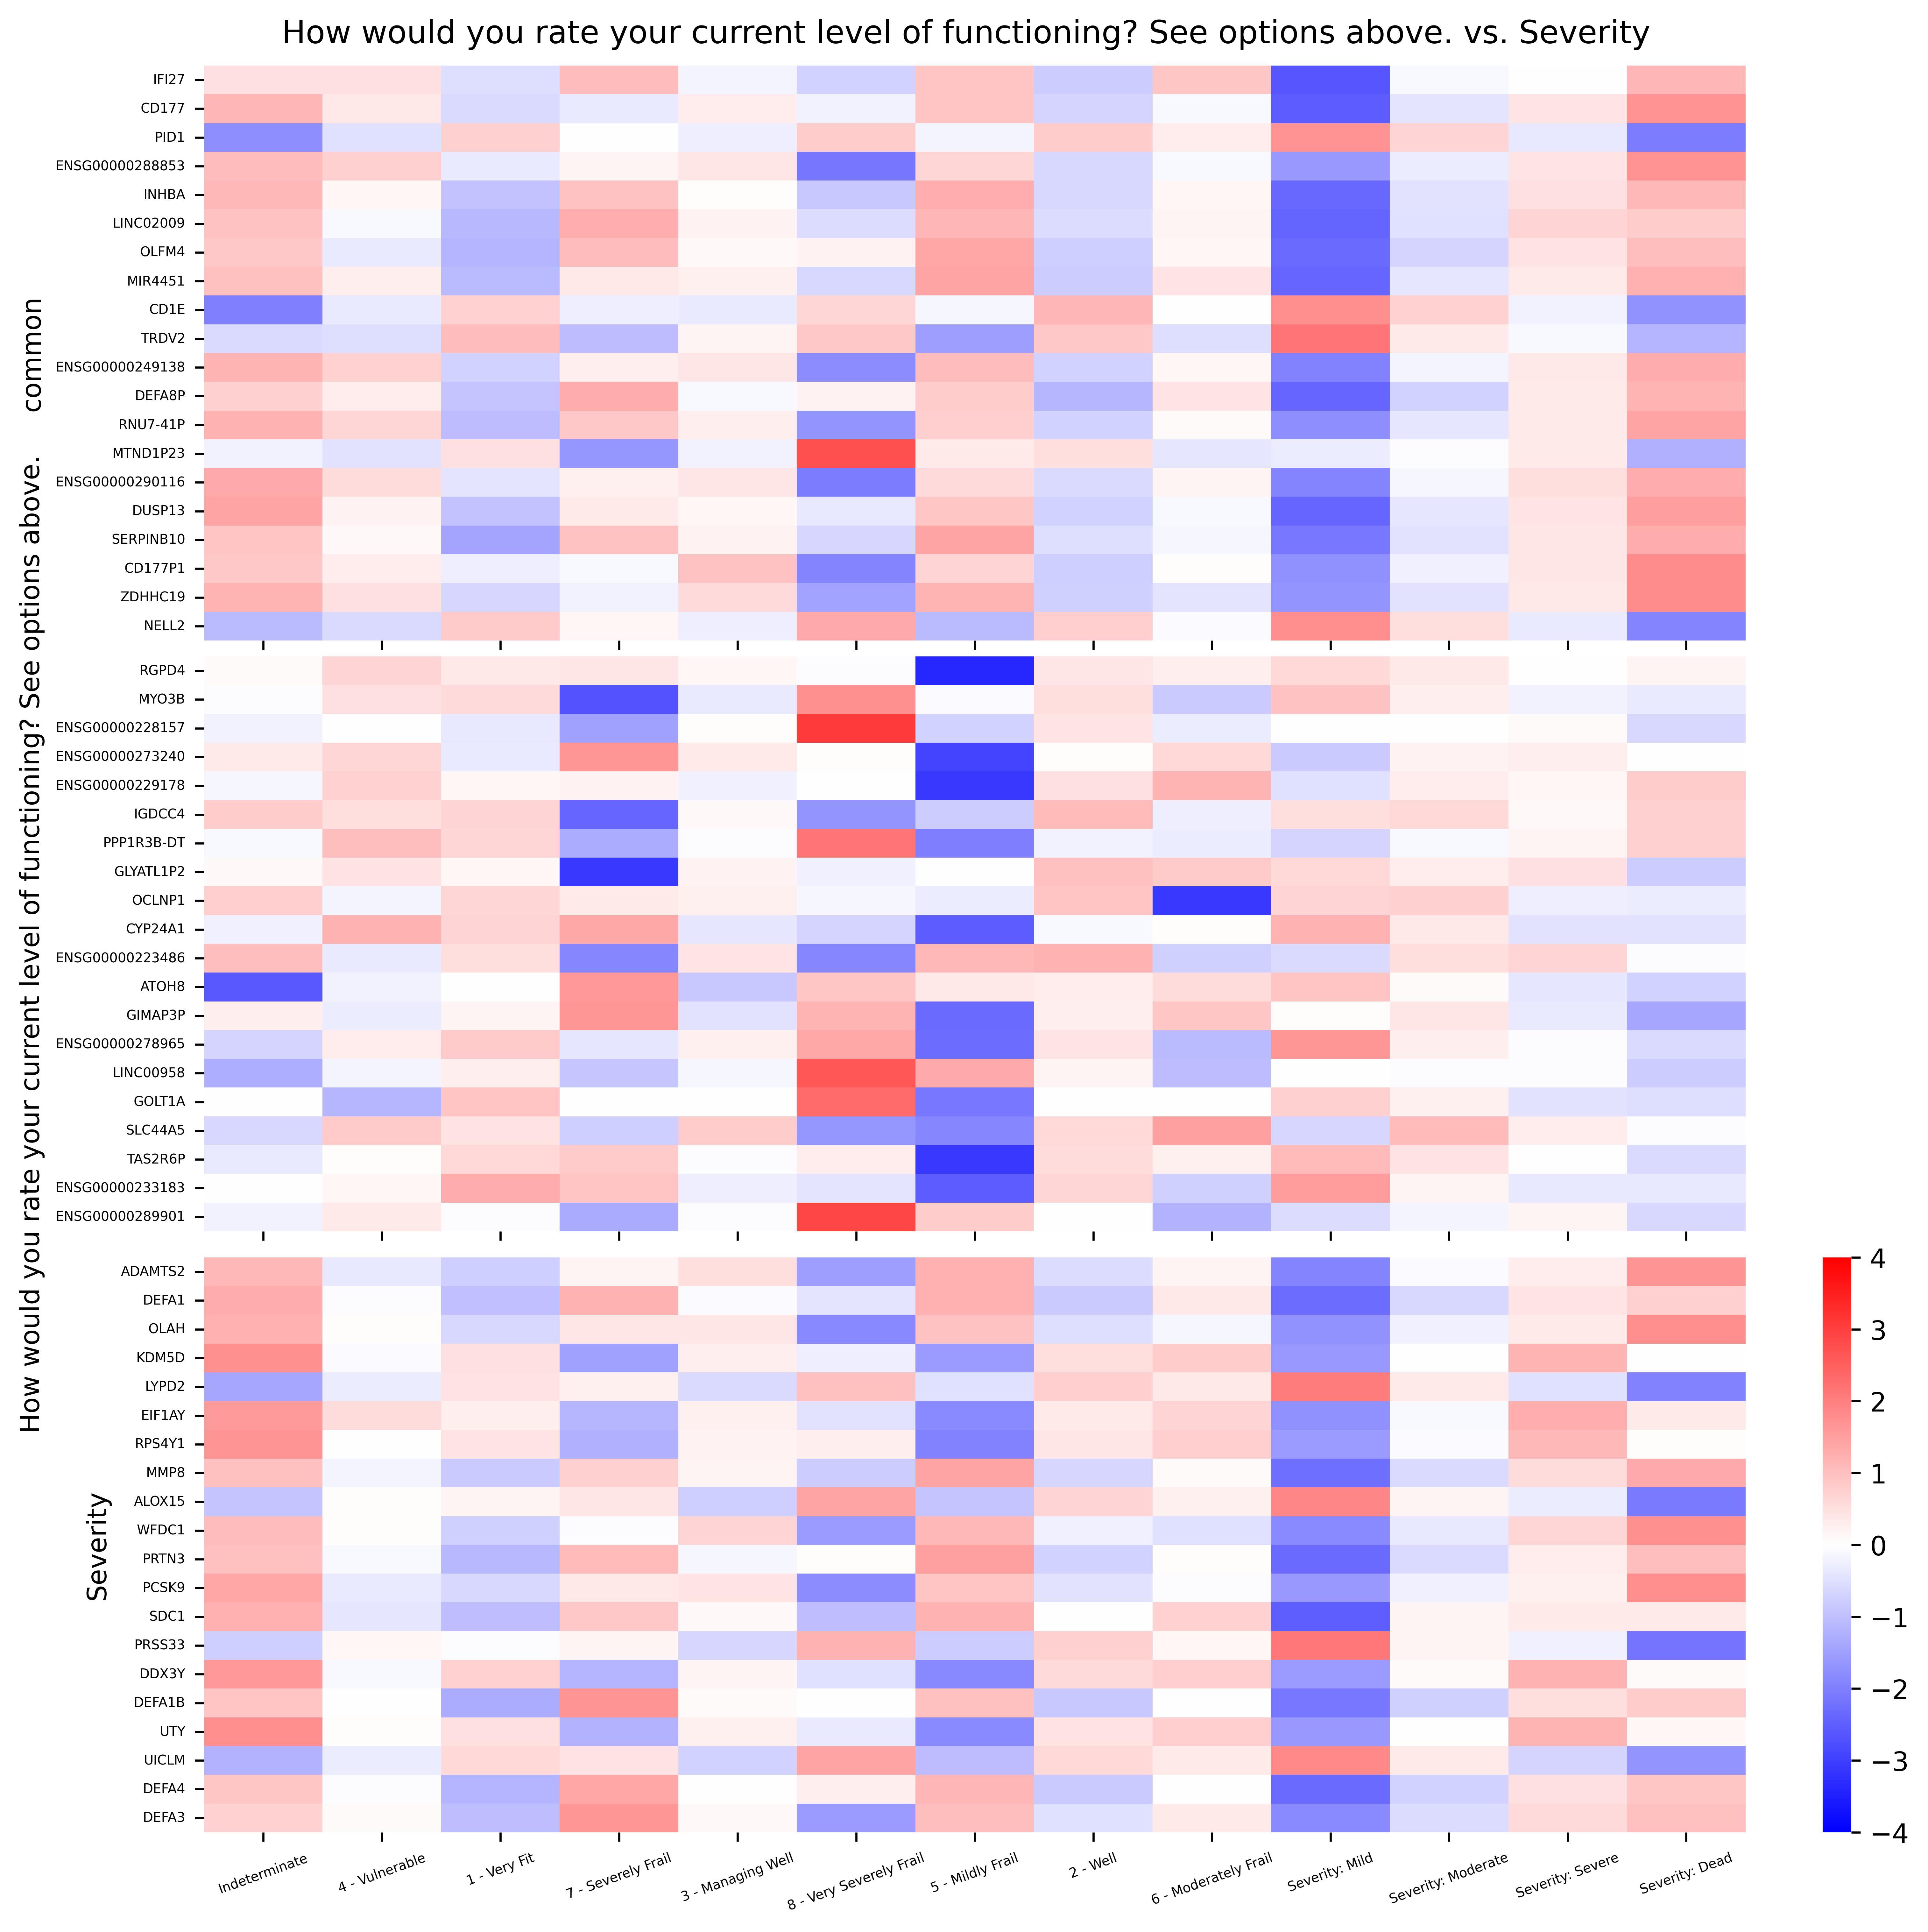 How would you rate your current level of functioning? See options above. vs. Severity
How would you rate your current level of functioning? See options above.
common
IFI27
CD177
PID1
ENSG00000288853
INHBA
LINC02009
OLFM4
MIR4451
CD1E
TRDV2
ENSG00000249138
DEFA8P
RNU7-41P
MTND1P23
ENSG00000290116
DUSP13
SERPINB10
CD177P1
ZDHHC19
NELL2
RGPD4
MYO3B
ENSG00000228157
ENSG00000273240
ENSG00000229178
IGDCC4
PPP1R3B-DT
GLYATL1P2
OCLNP1
CYP24A1
ENSG00000223486
ATOH8
GIMAP3P
ENSG00000278965
LINC00958
GOLT1A
SLC44A5
TAS2R6P
ENSG00000233183
ENSG00000289901
Severity
ADAMTS2
DEFA1
OLAH
KDM5D
LYPD2
EIF1AY
RPS4Y1
MMP8
ALOX15
WFDC1
PRTN3
PCSK9
SDC1
PRSS33
DDX3Y
DEFA1B
UTY
UICLM
DEFA4
DEFA3
Indeterminate
4 - Vulnerable
1 - Very Fit
7 - Severely Frail
3 - Managing Well
8 - Very Severely Frail
5 - Mildly Frail
2 - Well
6 - Moderately Frail
Severity: Mild
Severity: Moderate
Severity: Severe
Severity: Dead
4
3
2
1
0
−1
−2
−3
−4